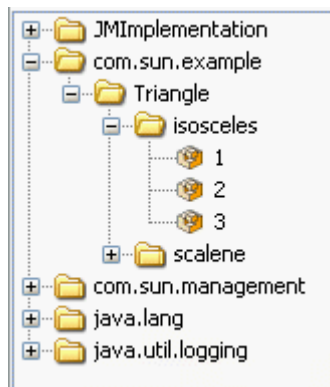 JMImplementation
com.sun.example
Triangle
isosceles
1
2
3
scalene
com.sun.management
java.lang
java.util.logging